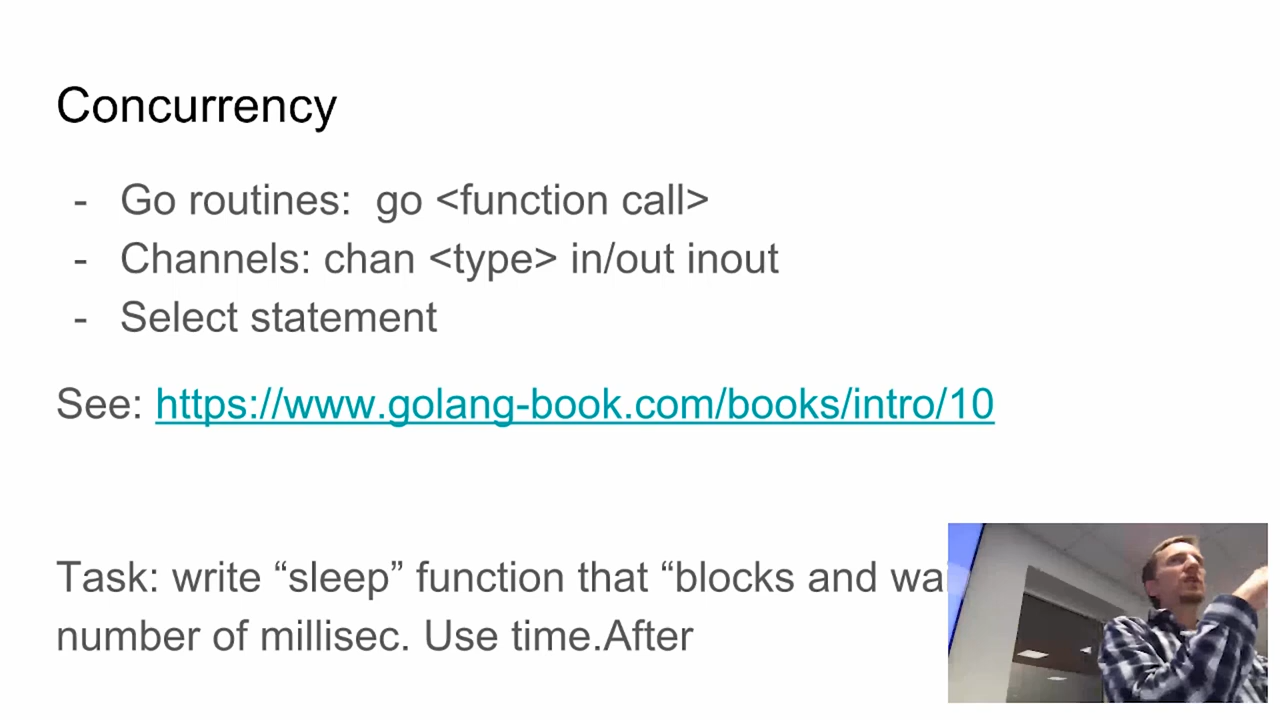 Concurrency
- Go routines: go <function call>
- Channels: chan <type> in/out inout
- Select statement
See: https://www.golang-book.com/books/intro/10
Task: write “sleep” function that “blocks and
number of millisec. Use time.After